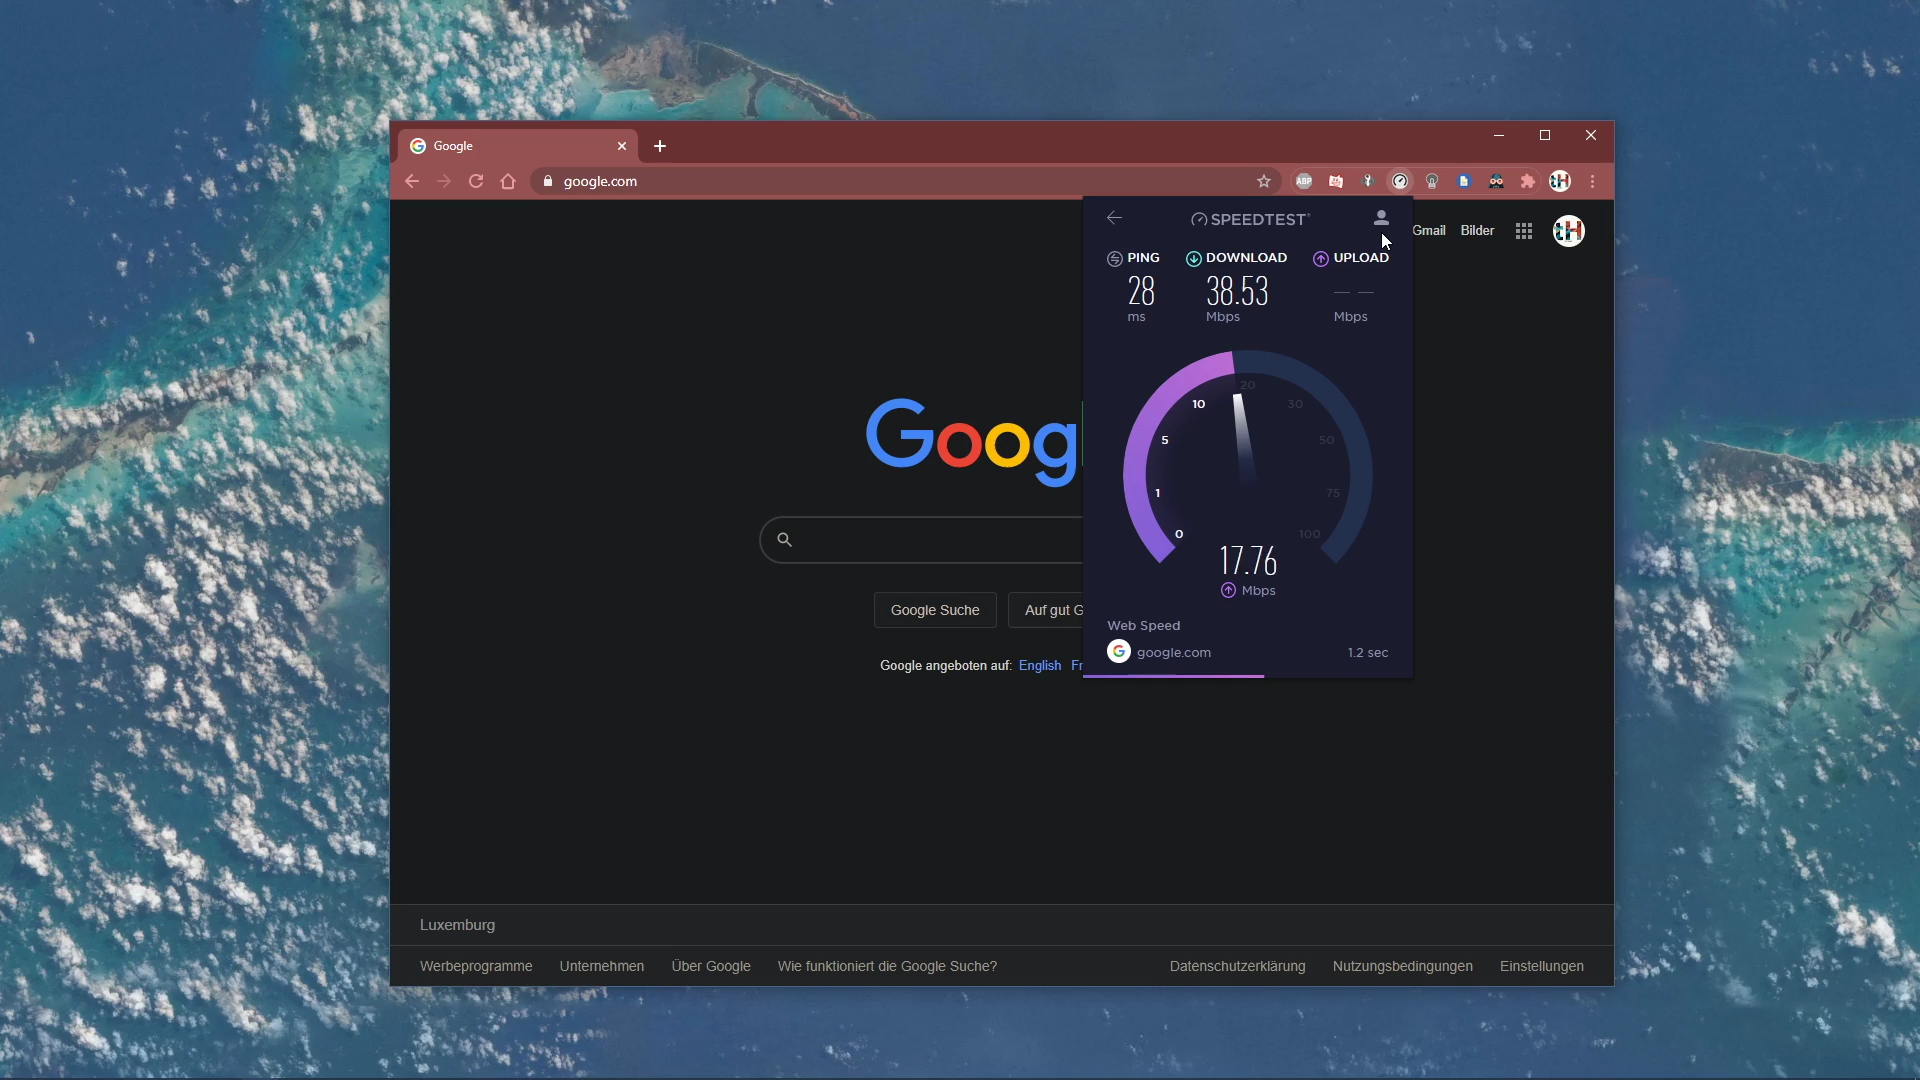 Google
google.com
ABP
SPEEDTEST
Gmail Bilder
tH
PING DOWNLOAD UPLOAD
28 38.53 — —
ms Mbps Mbps
20
10 30
5 50
1 75
0 100
17.76
Mbps
Goog
Google Suche Auf gut G
Web Speed
google.com 1.2 sec
Google angeboten auf: English Fr
Luxemburg
Werbeprogramme Unternehmen Über Google Wie funktioniert die Google Suche? Datenschutzerklärung Nutzungsbedingungen Einstellungen